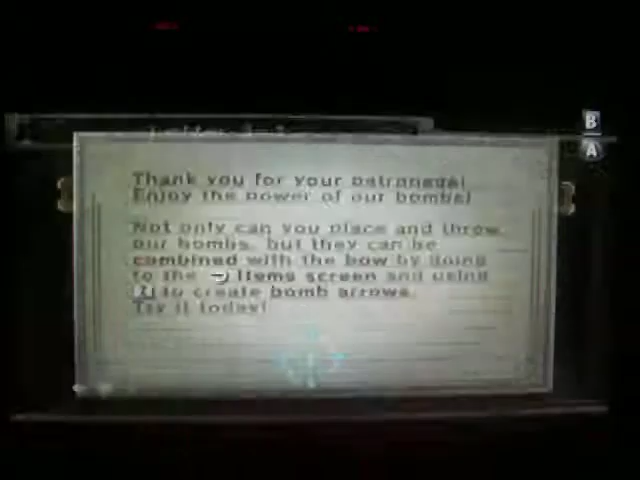 B
A
Thank you for your patronage!
Enjoy the power of our bombs!
Not only can you place and throw
our bombs, but they can be
combined with the bow by going
to the Items screen and using
Z to create bomb arrows.
Try it today!